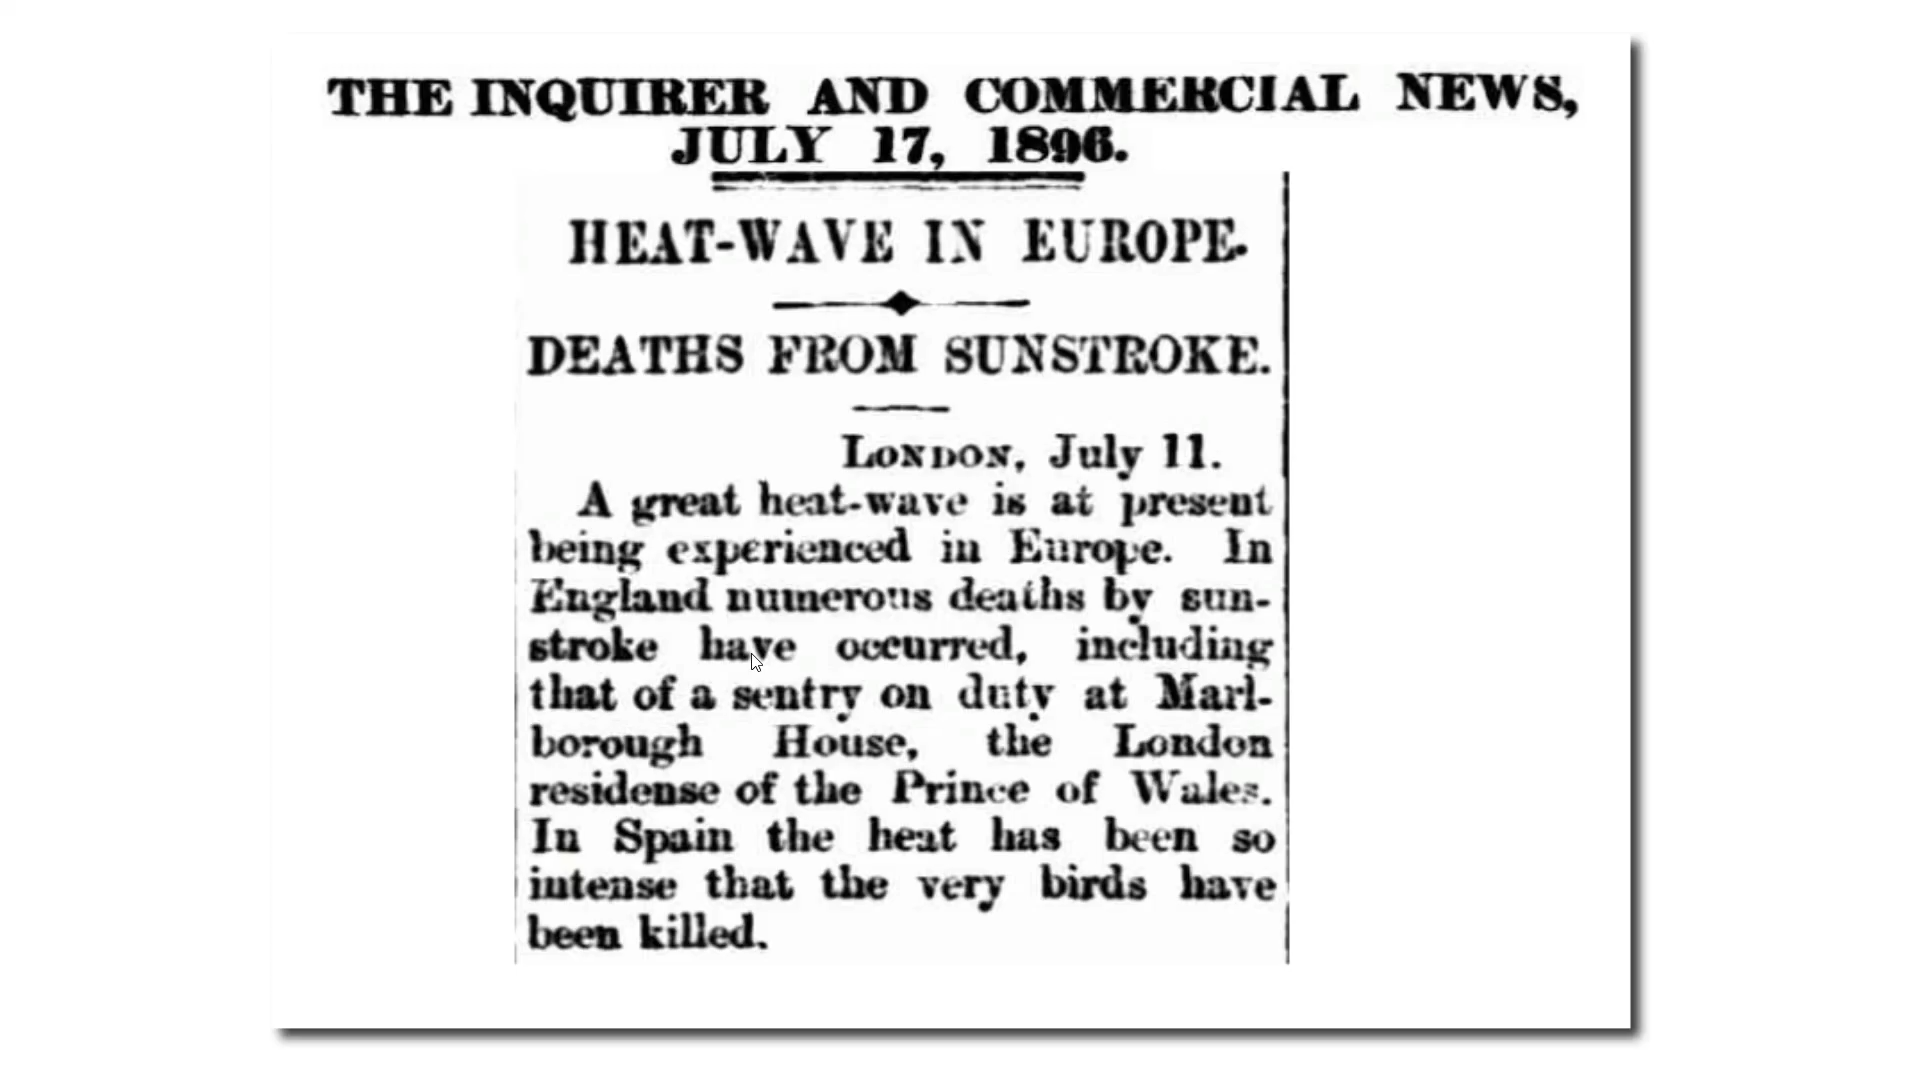 THE INQUIRER AND COMMERCIAL NEWS,
JULY 17, 1896.
HEAT-WAVE IN EUROPE.
DEATHS FROM SUNSTROKE.
LONDON, July 11.
A great heat-wave is at present
being experienced in Europe. In
England numerous deaths by sun-
stroke have occurred, including
that of a sentry on duty at Marl-
borough House, the London
residense of the Prince of Wales.
In Spain the heat has been so
intense that the very birds have
been killed.